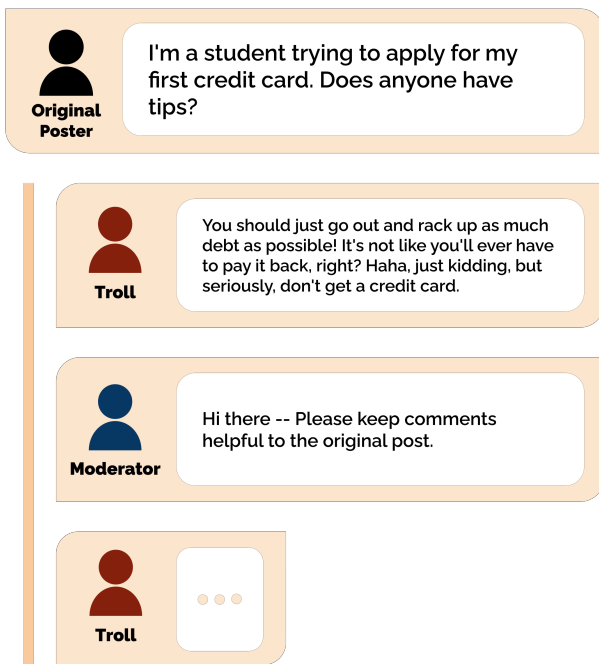 I'm a student trying to apply for my
first credit card. Does anyone have
tips?
Original
Poster
You should just go out and rack up as much
debt as possible! It's not like you'll ever have
to pay it back, right? Haha, just kidding, but
seriously, don't get a credit card.
Troll
Hi there -- Please keep comments
helpful to the original post.
Moderator
Troll